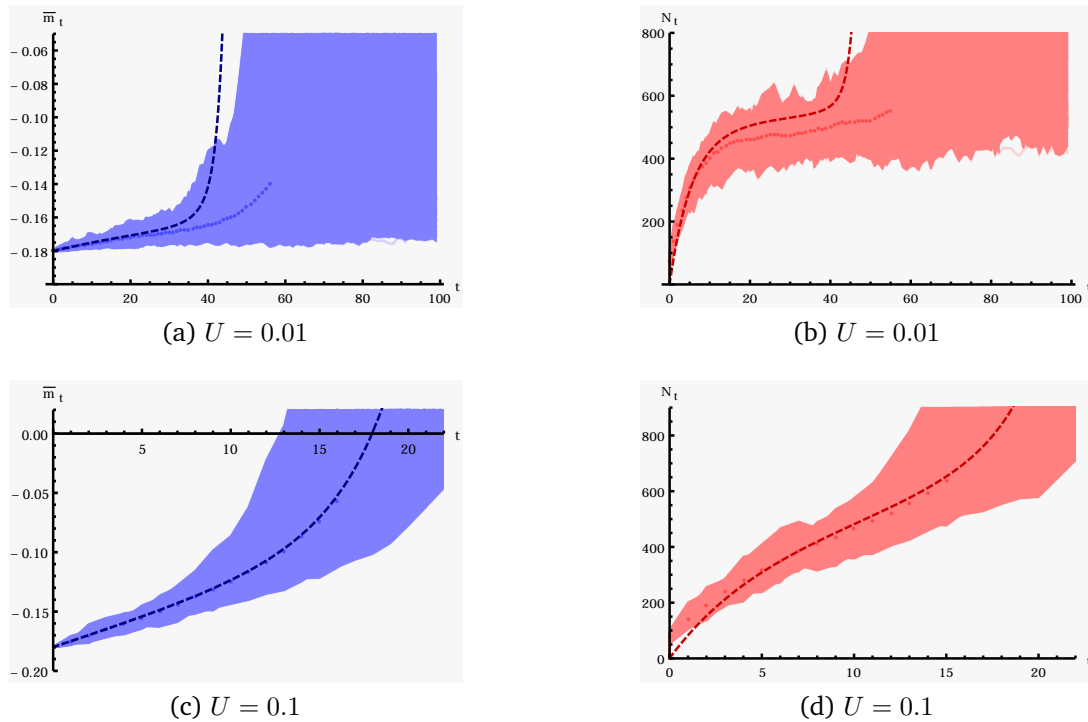 m̅ t
N t
− 0.06
− 0.08
− 0.10
− 0.12
− 0.14
− 0.16
− 0.18
0 20 40 60 80 100 t
800
600
400
200
0
0 20 40 60 80 100 t
(a) U = 0.01
(b) U = 0.01
m̅ t
N t
0.00
5 10 15 20 t
− 0.05
− 0.10
− 0.15
− 0.20
800
600
400
200
0
0 5 10 15 20 t
(c) U = 0.1
(d) U = 0.1